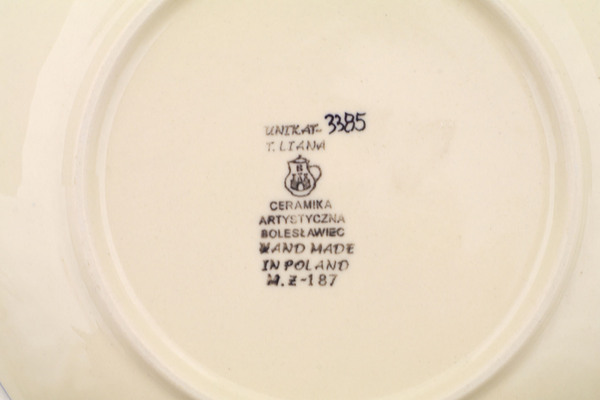 UNIKAT- 3385
T. LIANA
B
CERAMIKA
ARTYSTYCZNA
BOLESŁAWIEC
HAND MADE
IN POLAND
W.Z-187